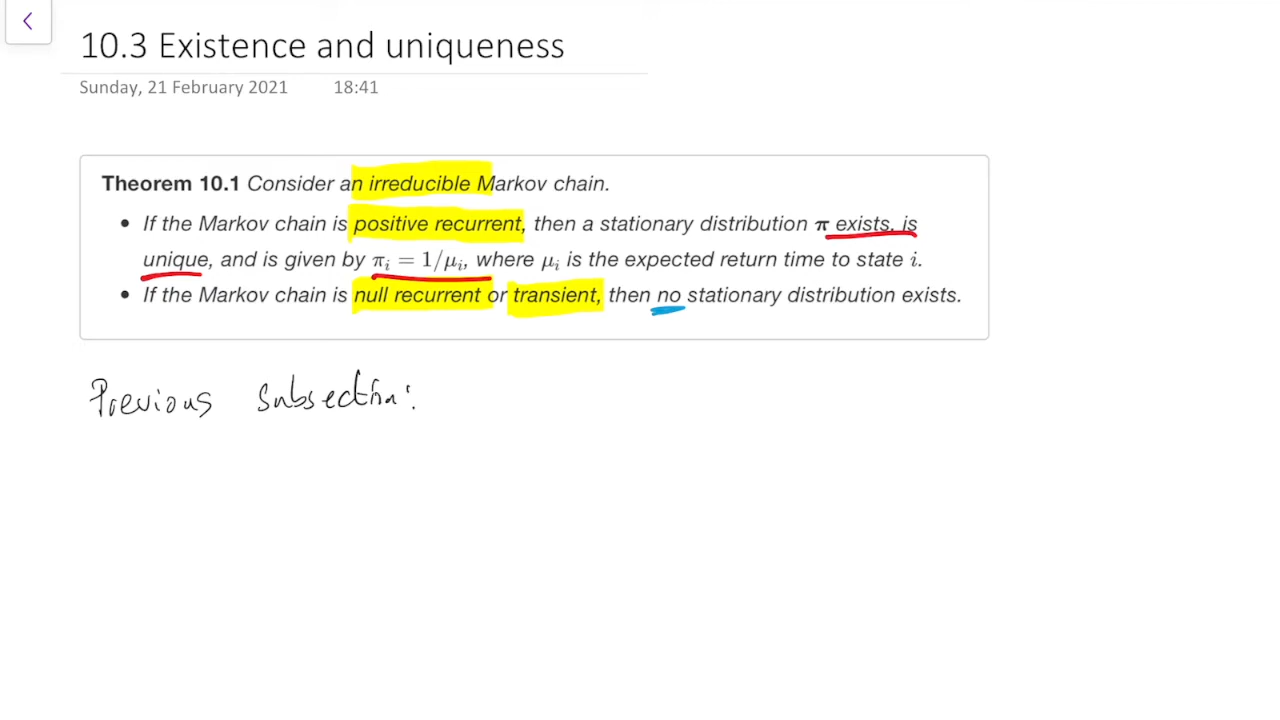 10.3 Existence and uniqueness
Sunday, 21 February 2021 18:41
Theorem 10.1 Consider an irreducible Markov chain.
• If the Markov chain is positive recurrent, then a stationary distribution π exists, is
unique, and is given by πᵢ = 1/μᵢ, where μᵢ is the expected return time to state i.
• If the Markov chain is null recurrent or transient, then no stationary distribution exists.
Previous subsection: